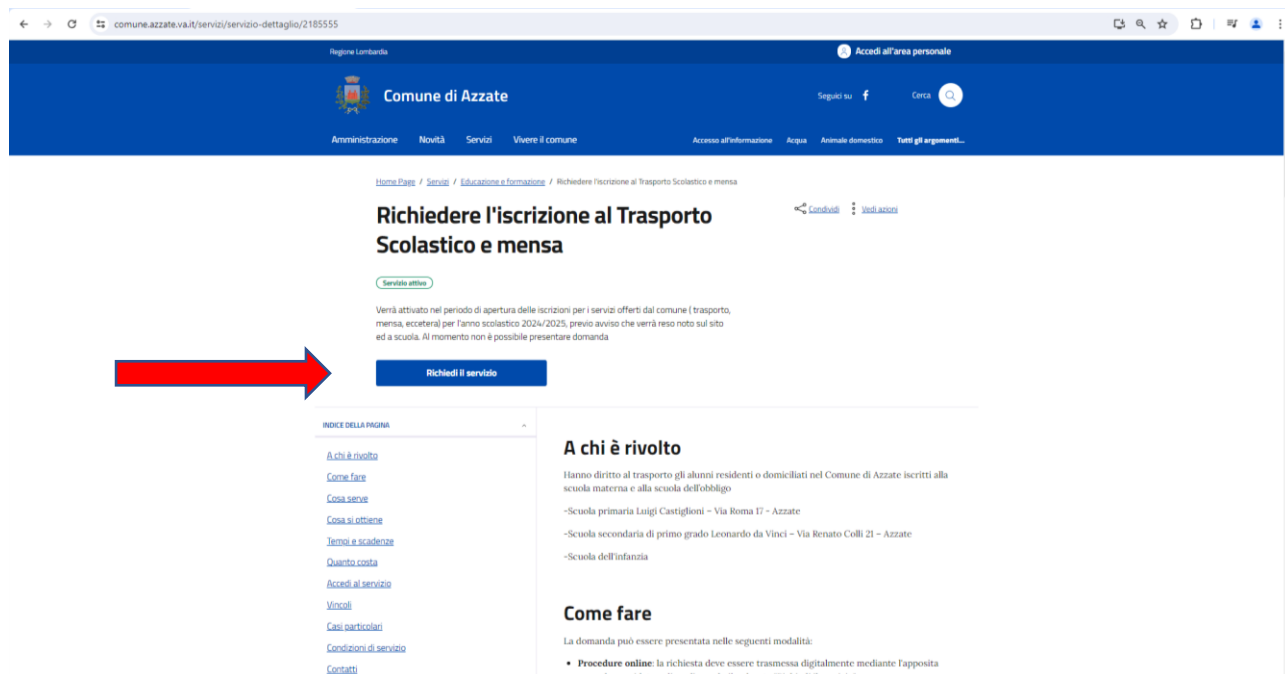 comune.azzate.va.it/servizi/servizio-dettaglio/2185555
Regione Lombardia
Accedi all'area personale
Comune di Azzate
Seguici su
Cerca
Amministrazione Novità Servizi Vivere il comune
Accesso all'informazione Acqua Animale domestico Tutti gli argomenti...
Home Page / Servizi / Educazione e formazione / Richiedere l'iscrizione al Trasporto Scolastico e mensa
Richiedere l'iscrizione al Trasporto
Scolastico e mensa
Condividi Vedi azioni
Servizio attivo
Verrà attivato nel periodo di apertura delle iscrizioni per i servizi offerti dal comune ( trasporto,
mensa, eccetera) per l'anno scolastico 2024/2025, previo avviso che verrà reso noto sul sito
ed a scuola. Al momento non è possibile presentare domanda
Richiedi il servizio
INDICE DELLA PAGINA
A chi è rivolto
Come fare
Cosa serve
Cosa si ottiene
Tempi e scadenze
Quanto costa
Accedi al servizio
Vincoli
Casi particolari
Condizioni di servizio
Contatti
A chi è rivolto
Hanno diritto al trasporto gli alunni residenti o domiciliati nel Comune di Azzate iscritti alla
scuola materna e alla scuola dell'obbligo
-Scuola primaria Luigi Castiglioni – Via Roma 17 - Azzate
-Scuola secondaria di primo grado Leonardo da Vinci – Via Renato Colli 21 – Azzate
-Scuola dell'infanzia
Come fare
La domanda può essere presentata nelle seguenti modalità:
• Procedure online: la richiesta deve essere trasmessa digitalmente mediante l'apposita